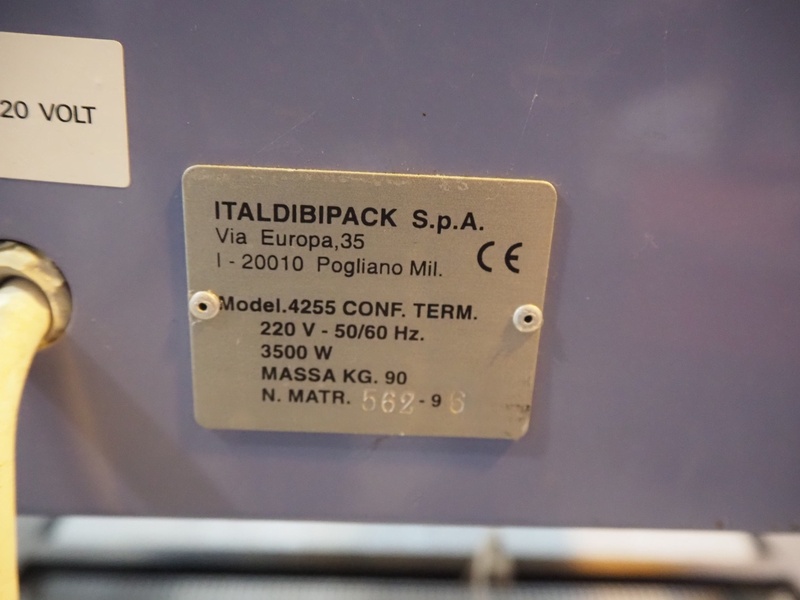 20 VOLT
ITALDIBIPACK S.p.A.
Via Europa,35
I - 20010 Pogliano Mil.
CE
Model.4255 CONF. TERM.
220 V - 50/60 Hz.
3500 W
MASSA KG. 90
N. MATR. 562-96